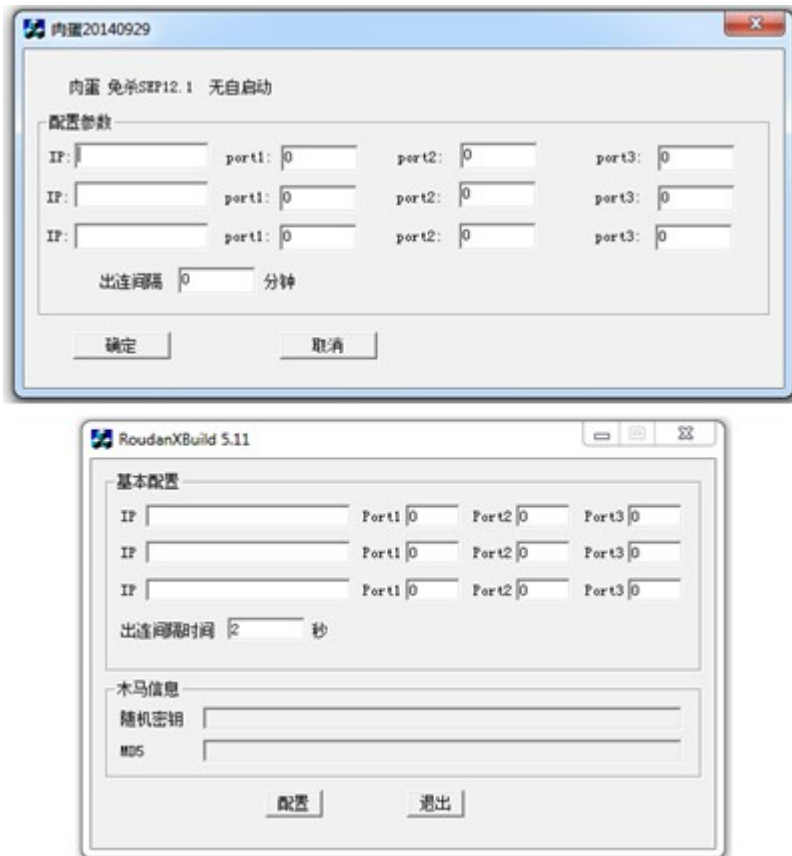 肉蛋20140929
肉蛋 免杀SEP12.1 无自启动
配置参数
IP: port1: 0 port2: 0 port3: 0
IP: port1: 0 port2: 0 port3: 0
IP: port1: 0 port2: 0 port3: 0
出连间隔 0 分钟
确定 取消
RoudanXBuild 5.11
基本配置
IP Port1 0 Port2 0 Port3 0
IP Port1 0 Port2 0 Port3 0
IP Port1 0 Port2 0 Port3 0
出连间隔时间 2 秒
木马信息
随机密钥
MD5
配置 退出